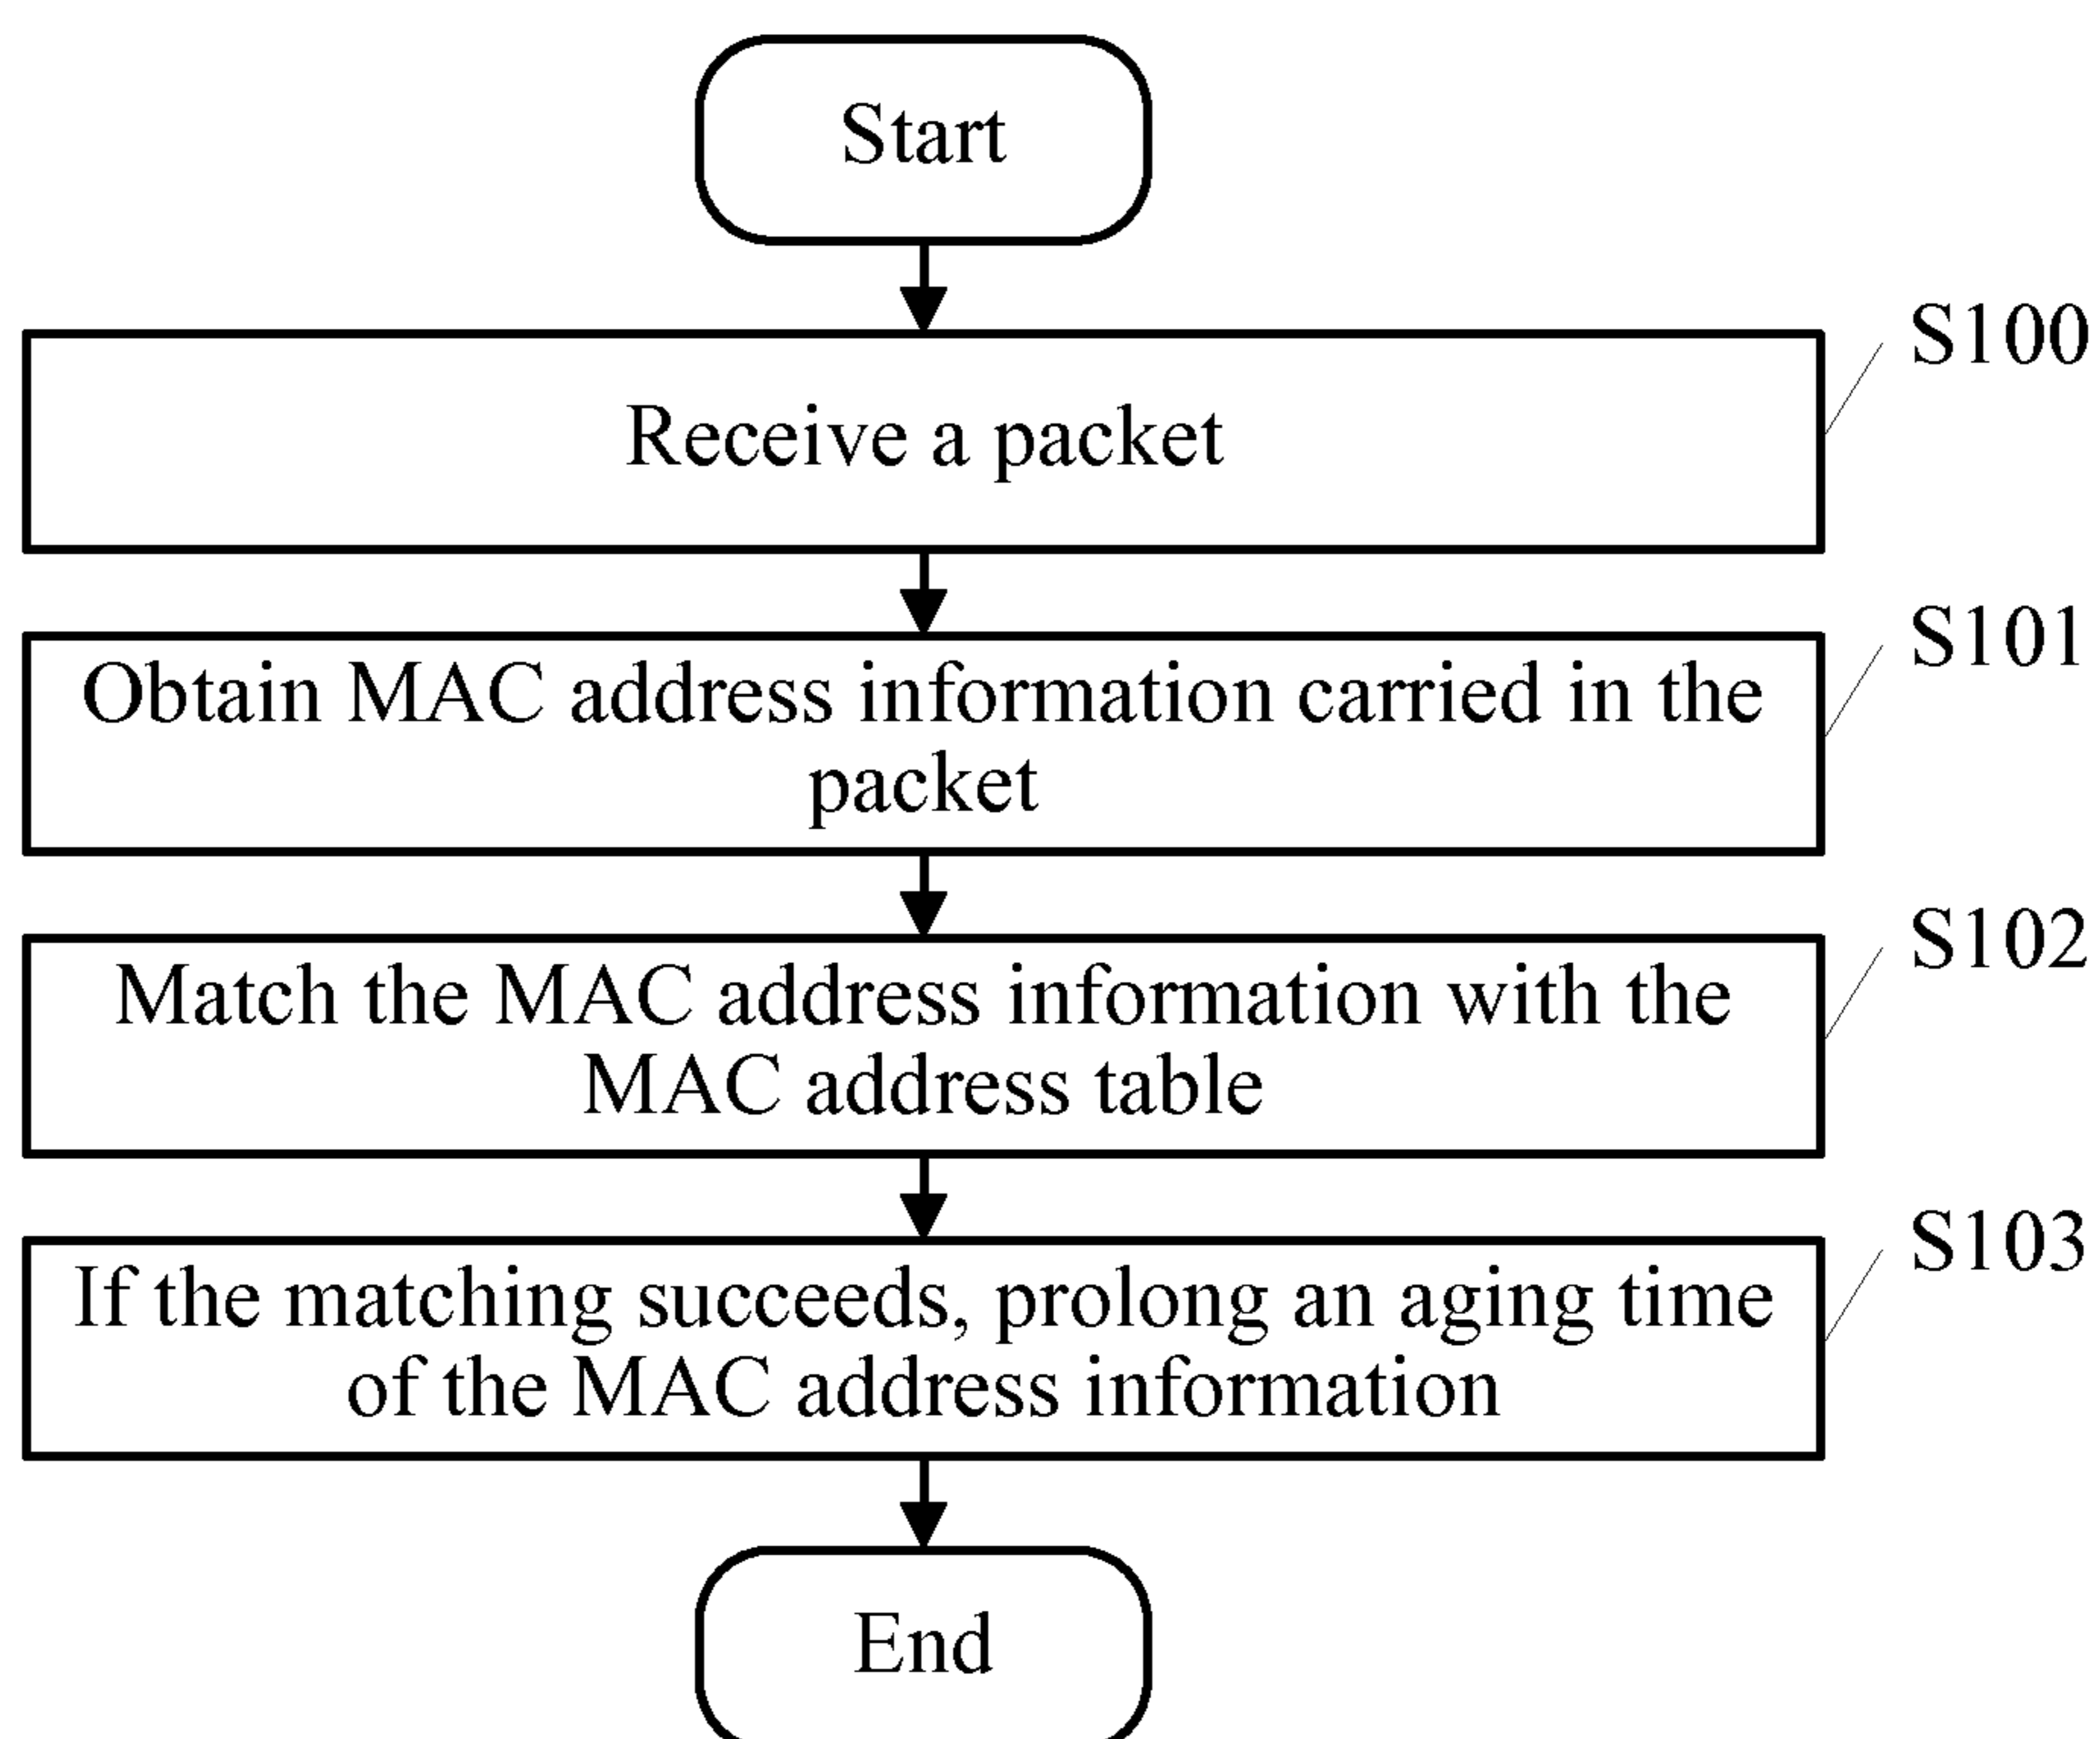 Start
S100
Receive a packet
S101
Obtain MAC address information carried in the
packet
S102
Match the MAC address information with the
MAC address table
S103
If the matching succeeds, prolong an aging time
of the MAC address information
End